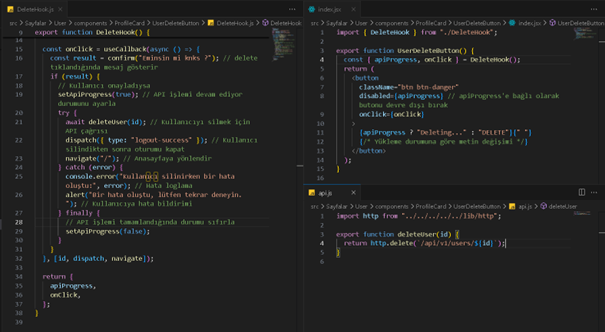 DeleteHook.js
src > Sayfalar > User > components > ProfileCard > UserDeleteButton > DeleteHook.js > DeleteHook
9 export function DeleteHook() {
14
15 const onClick = useCallback(async () => {
16 const result = confirm("Eminsin mi knks ?"); // delete
tıklandığında mesaj gösterir
17 if (result) {
18 // Kullanıcı onayladıysa
19 setApiProgress(true); // API işlemi devam ediyor
durumunu ayarla
20 try {
21 await deleteUser(id); // Kullanıcıyı silmek için
API çağrısı
22 dispatch({ type: "logout-success" }); // Kullanıcı
silindikten sonra oturumu kapat
23 navigate("/"); // Anasayfaya yönlendir
24 } catch (error) {
25 console.error("Kullanıcı silinirken bir hata
oluştu:", error); // Hata loglama
26 alert("Bir hata oluştu, lütfen tekrar deneyin.
"); // Kullanıcıya hata bildirimi
27 } finally {
28 // API işlemi tamamlandığında durumu sıfırla
29 setApiProgress(false);
30 }
31 }
32 }, [id, dispatch, navigate]);
33
34 return {
35 apiProgress,
36 onClick,
37 };
38 }
39
index.jsx
src > Sayfalar > User > components > ProfileCard > UserDeleteButton > index.jsx > UserDeleteButton
1 import { DeleteHook } from "./DeleteHook";
2
3 export function UserDeleteButton() {
4 const { apiProgress, onClick } = DeleteHook();
5 return (
6 <button
7 className="btn btn-danger"
8 disabled={apiProgress} // apiProgress'e bağlı olarak
butonu devre dışı bırak
9 onClick={onClick}
10 >
11 {apiProgress ? "Deleting..." : "DELETE"}{" "}
12 {/* Yükleme durumuna göre metin değişimi */}
13 </button>
14 );
15 }
16
api.js
src > Sayfalar > User > components > ProfileCard > UserDeleteButton > api.js > deleteUser
1 import http from "../../../../../lib/http";
2
3 export function deleteUser(id) {
4 return http.delete(`/api/v1/users/${id}`);
5 }
6